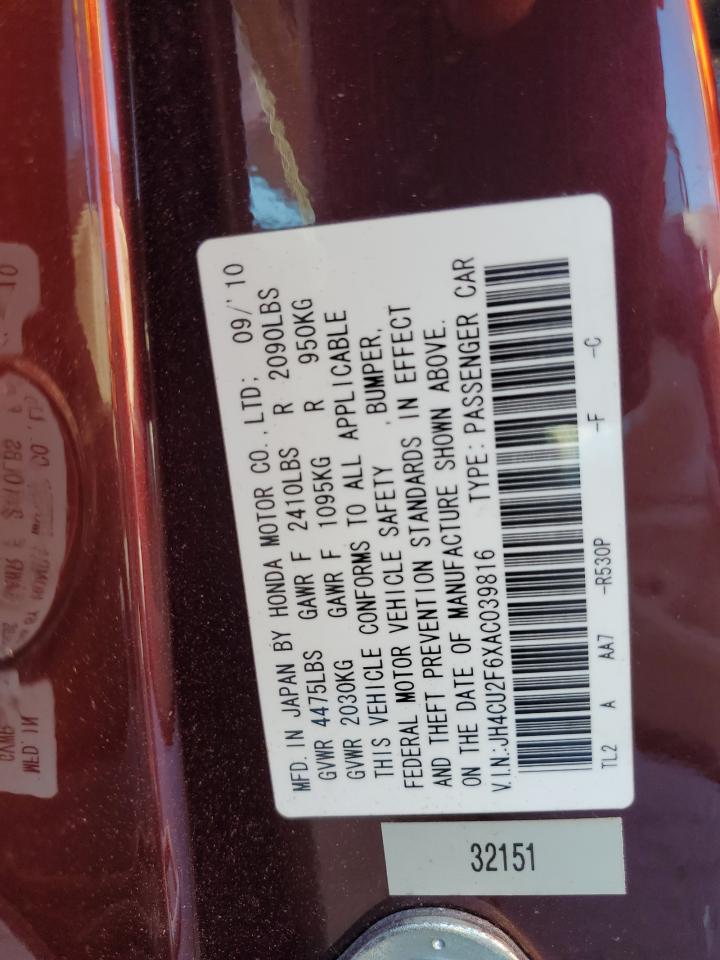 MFD. IN JAPAN BY HONDA MOTOR CO., LTD; 09/'10
GVWR 4475LBS GAWR F 2410LBS R 2090LBS
GVWR 2030KG GAWR F 1095KG R 950KG
THIS VEHICLE CONFORMS TO ALL APPLICABLE
FEDERAL MOTOR VEHICLE SAFETY , BUMPER,
AND THEFT PREVENTION STANDARDS IN EFFECT
ON THE DATE OF MANUFACTURE SHOWN ABOVE.
V.I.N.:JH4CU2F6XAC039816 TYPE: PASSENGER CAR
TL2 A AA7 -R530P -F -C
32151